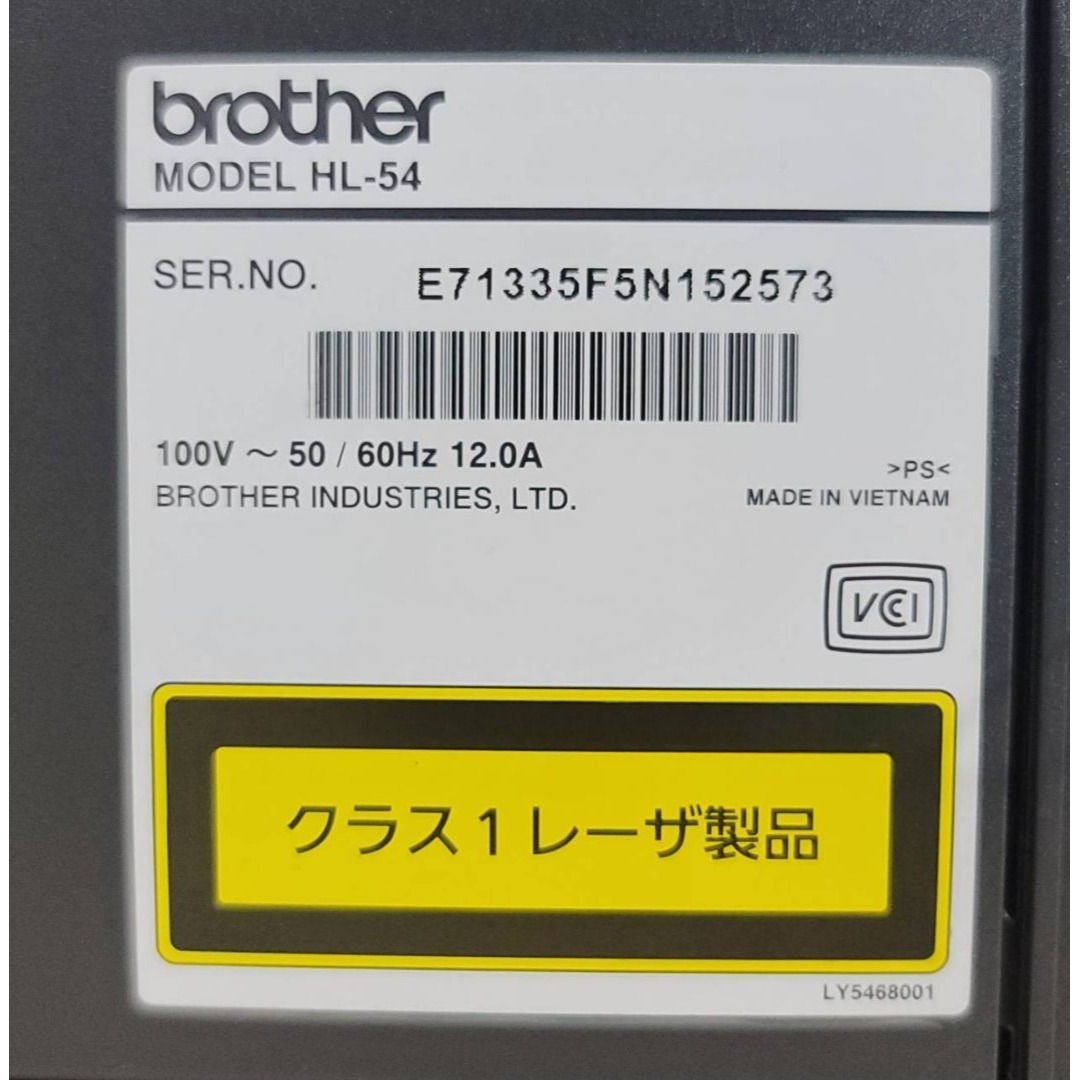 brother
MODEL HL-54
SER.NO. E71335F5N152573
100V ～ 50 / 60Hz 12.0A
BROTHER INDUSTRIES, LTD.
>PS<
MADE IN VIETNAM
VCCI
クラス1レーザ製品
LY5468001